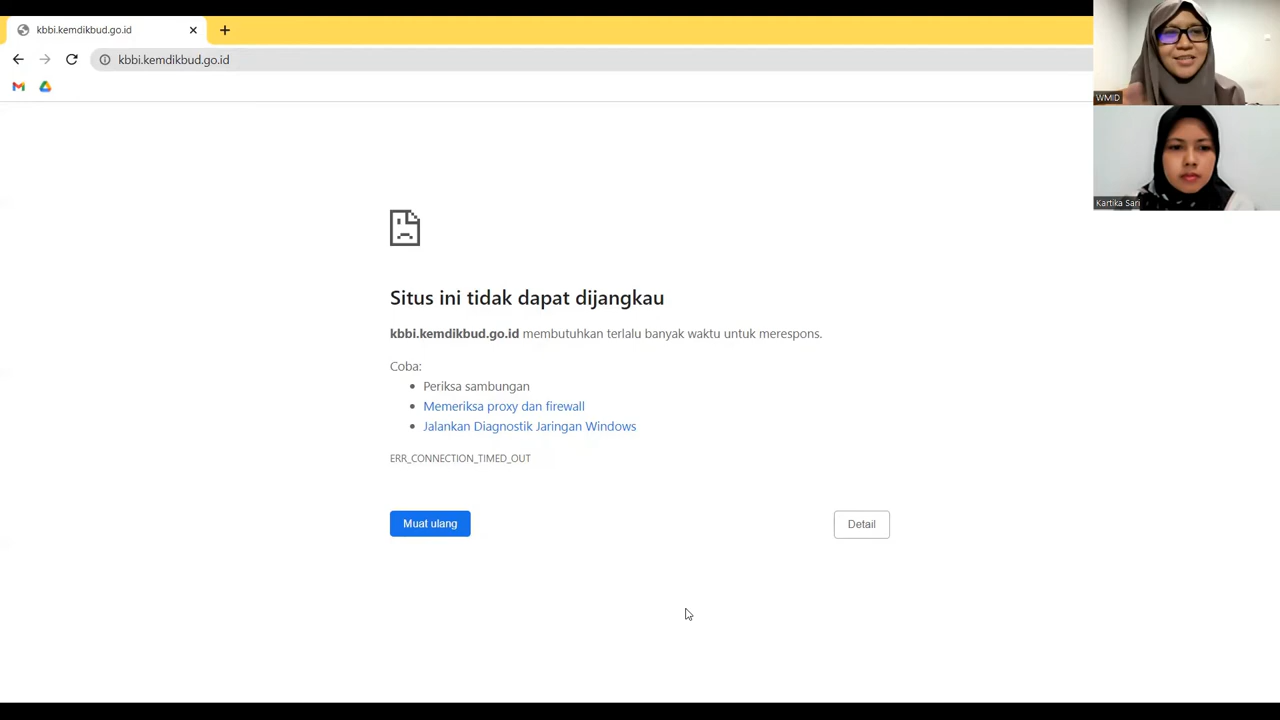 kbbi.kemdikbud.go.id
kbbi.kemdikbud.go.id
WMID
Kartika Sari
Situs ini tidak dapat dijangkau
kbbi.kemdikbud.go.id membutuhkan terlalu banyak waktu untuk merespons.
Coba:
Periksa sambungan
Memeriksa proxy dan firewall
Jalankan Diagnostik Jaringan Windows
ERR_CONNECTION_TIMED_OUT
Muat ulang
Detail